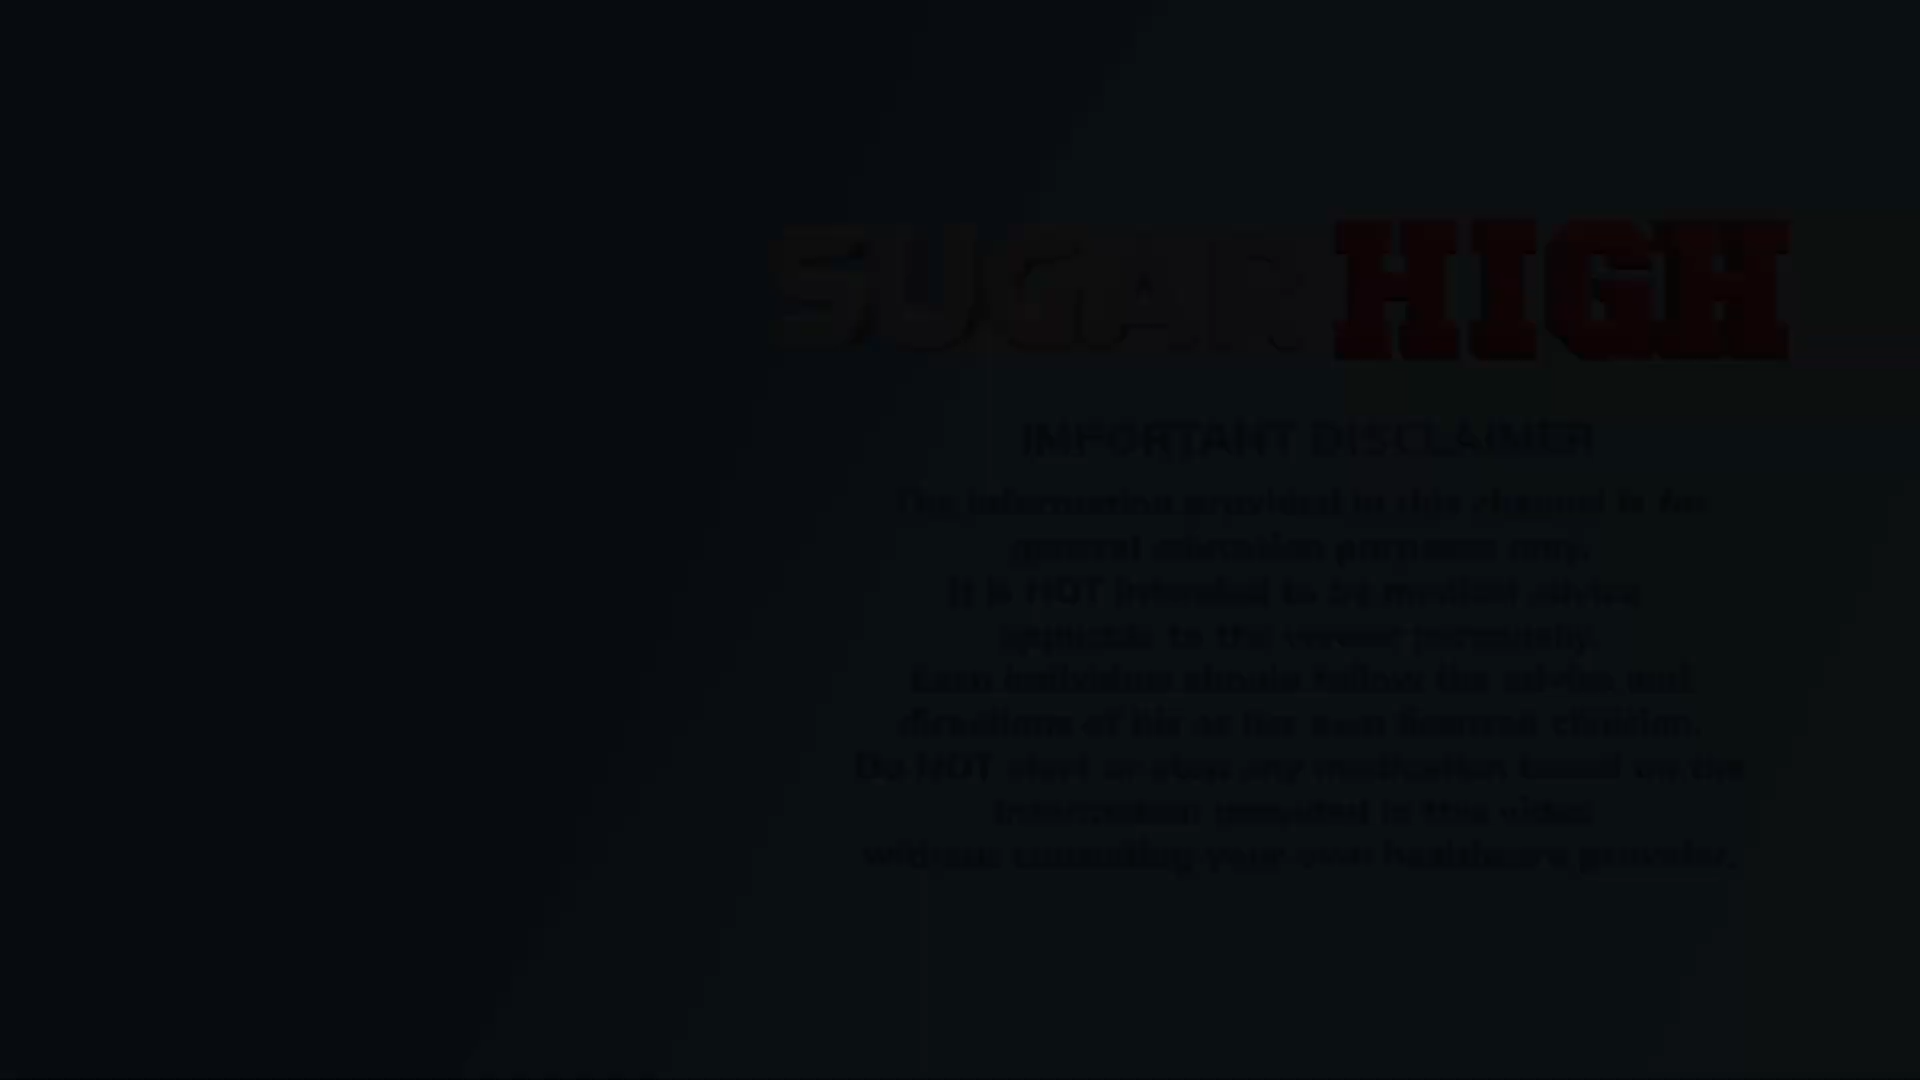 SUGAR HIGH
IMPORTANT DISCLAIMER
The information provided in this channel is for
general education purposes only.
It is NOT intended to be medical advice
applicable to the viewer personally.
Each individual should follow the advice and
directions of his or her own licensed clinician.
Do NOT start or stop any medication based on the
information provided in this video
without consulting your own healthcare provider.